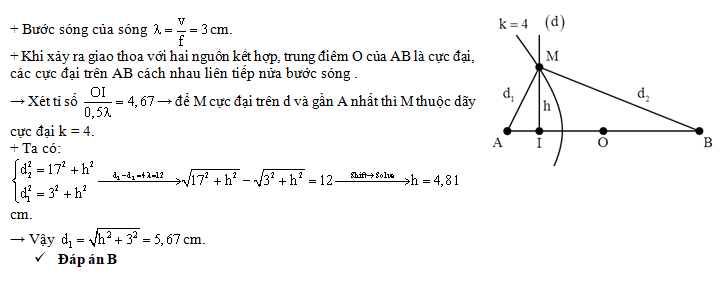 + Bước sóng của sóng λ = v/f = 3 cm.
+ Khi xảy ra giao thoa với hai nguồn kết hợp, trung điểm O của AB là cực đại,
các cực đại trên AB cách nhau liên tiếp nửa bước sóng .
→ Xét tỉ số OI/0,5λ = 4,67 → để M cực đại trên d và gần A nhất thì M thuộc dãy
cực đại k = 4.
+ Ta có:
{d₂² = 17² + h²
d₁² = 3² + h² —d₂−d₁=4λ=12→ √(17² + h²) − √(3² + h²) = 12 —Shift→Solve→ h = 4,81
cm.
→ Vậy d₁ = √(h² + 3²) = 5,67 cm.
✓ Đáp án B
k = 4 (d)
M
d₁ h d₂
A I O B